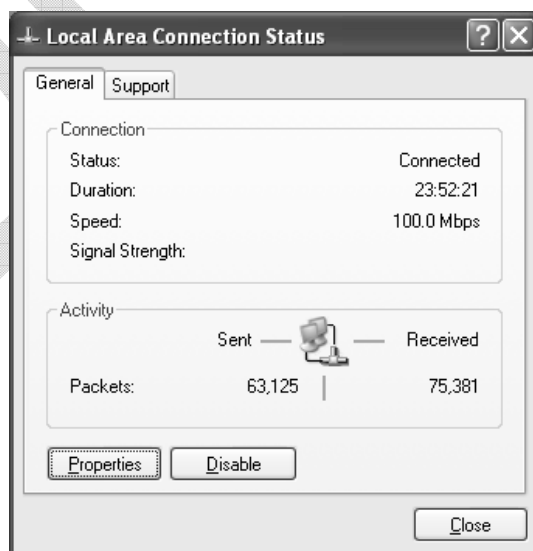 Local Area Connection Status
General Support
Connection
Status: Connected
Duration: 23:52:21
Speed: 100.0 Mbps
Signal Strength:
Activity
Sent Received
Packets: 63,125 75,381
Properties Disable
Close